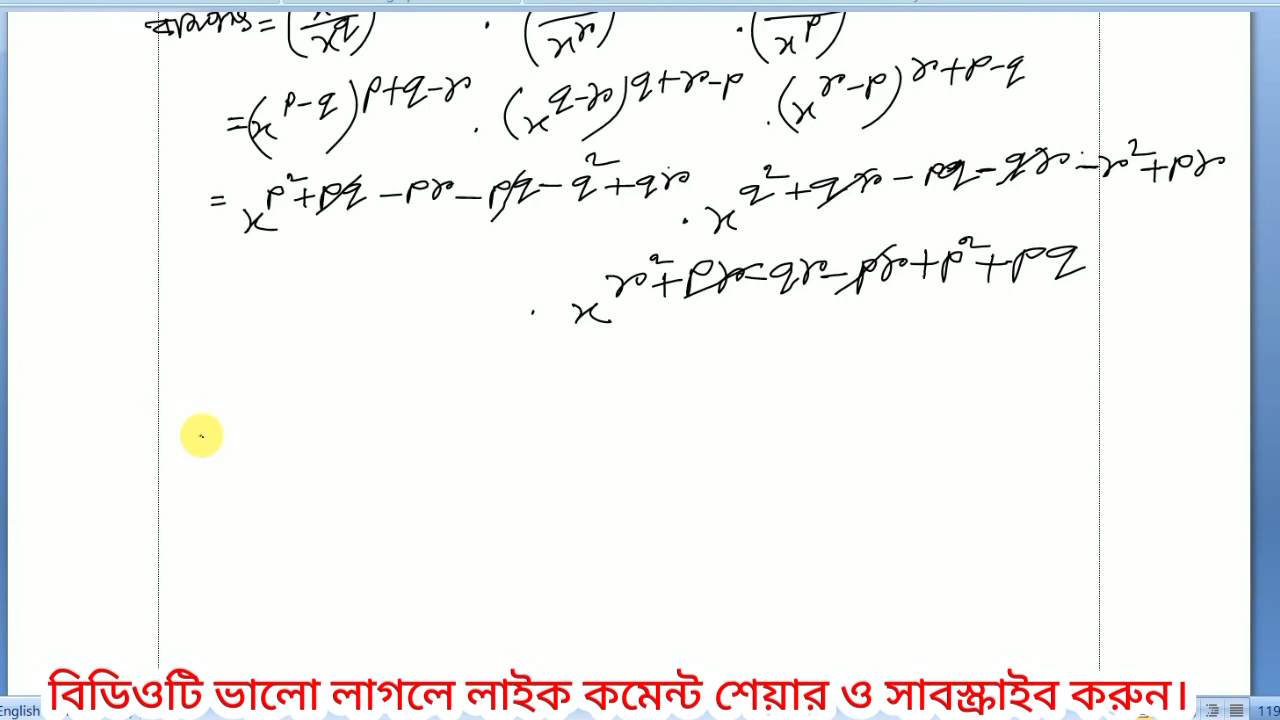 = (x/x^q) · (/x^r) · (/x^p)
= (x^{p-q})^{p+q-r} · (x^{q-r})^{q+r-p} · (x^{r-p})^{r+p-q}
= x^{p²+pq-pr-pq-q²+qr} · x^{q²+qr-pq-qr-r²+pr}
· x^{r²+pr-qr-pr+p²+pq}
বিডিওটি ভালো লাগলে লাইক কমেন্ট শেয়ার ও সাবস্ক্রাইব করুন।
English 119